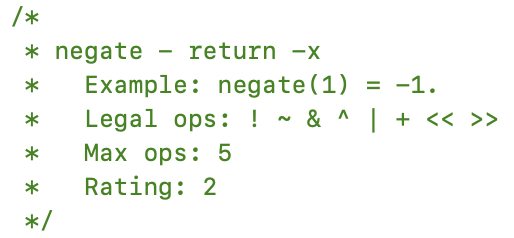 /*
 * negate - return -x
 *   Example: negate(1) = -1.
 *   Legal ops: ! ~ & ^ | + << >>
 *   Max ops: 5
 *   Rating: 2
 */